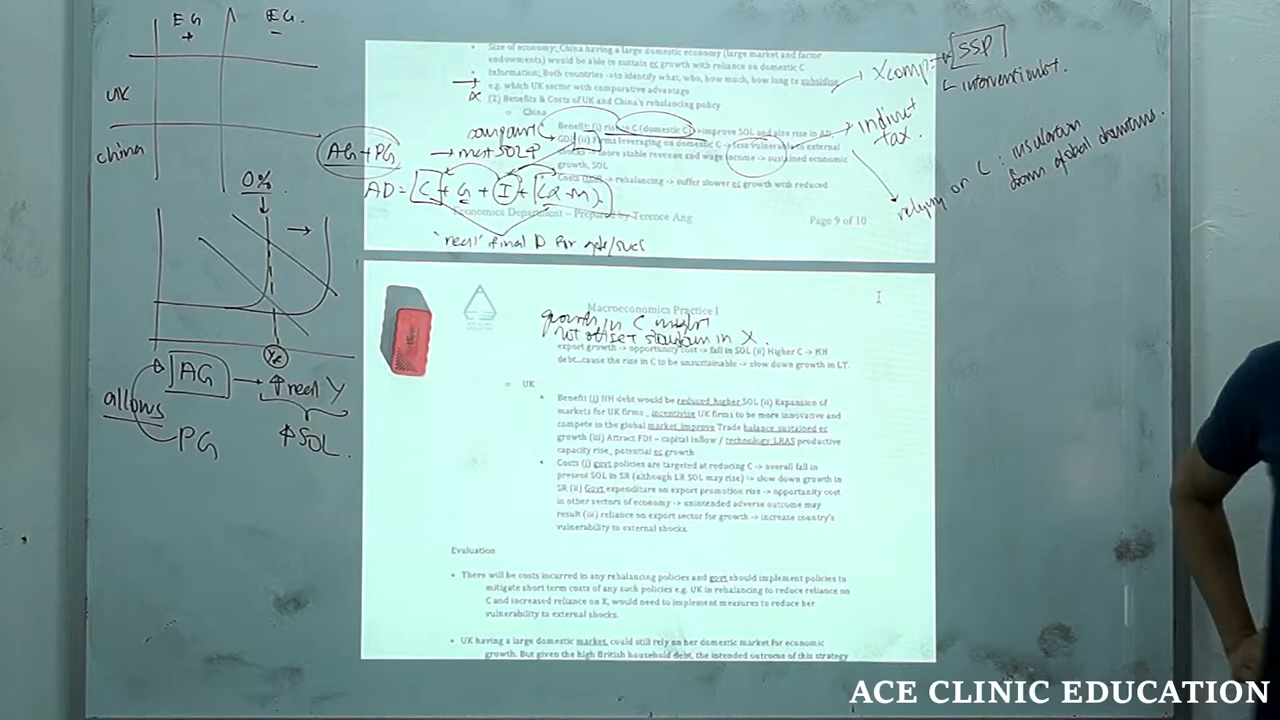 EG EG.
+ -
UK
China
AG+PG
0%
Yf
AG → ↑ real Y
allows
PG
↑ SOL.
Size of economy; China having a large domestic economy (large market and factor
endowments) would be able to sustain ec growth with reliance on domestic C
Information; Both countries ->to identify what, who, how much, how long to subsidise
e.g. which UK sector with comparative advantage
(2) Benefits & Costs of UK and China's rebalancing policy
China
Benefit: (i) rise in C (domestic C)->improve SOL and also rise in AD,
firms leveraging on domestic C -> less vulnerable to external
more stable revenue and wage income -> sustained economic
growth, SOL
Costs rebalancing -> suffer slower ec growth with reduced
→ mat SOL↑
AD = C + G + I + (X-M)
Economics Department – Prepared by Terence Ang
Page 9 of 10
'real' final D for gds/svcs
X comp → SSP
interventionist.
indirect
tax.
relying on C : insulation
from global downturns.
Macroeconomics Practice I
growth in C might
not offset slowdown in X.
export growth -> opportunity cost -> fall in SOL (ii) Higher C -> HH
debt..cause the rise in C to be unsustainable -> slow down growth in LT.
UK
Benefit (i) HH debt would be reduced higher SOL (ii) Expansion of
markets for UK firms , incentivise UK firms to be more innovative and
compete in the global market improve Trade balance sustained ec
growth (iii) Attract FDI – capital inflow / technology LRAS productive
capacity rise, potential ec growth
Costs (i) govt policies are targeted at reducing C -> overall fall in
present SOL in SR (although LR SOL may rise) -> slow down growth in
SR (ii) Govt expenditure on export promotion rise -> opportunity cost
in other sectors of economy -> unintended adverse outcome may
result (iii) reliance on export sector for growth -> increase country's
vulnerability to external shocks.
Evaluation
There will be costs incurred in any rebalancing policies and govt should implement policies to
mitigate short term costs of any such policies e.g. UK in rebalancing to reduce reliance on
C and increased reliance on X, would need to implement measures to reduce her
vulnerability to external shocks.
UK having a large domestic market, could still rely on her domestic market for economic
growth. But given the high British household debt, the intended outcome of this strategy
ACE CLINIC EDUCATION